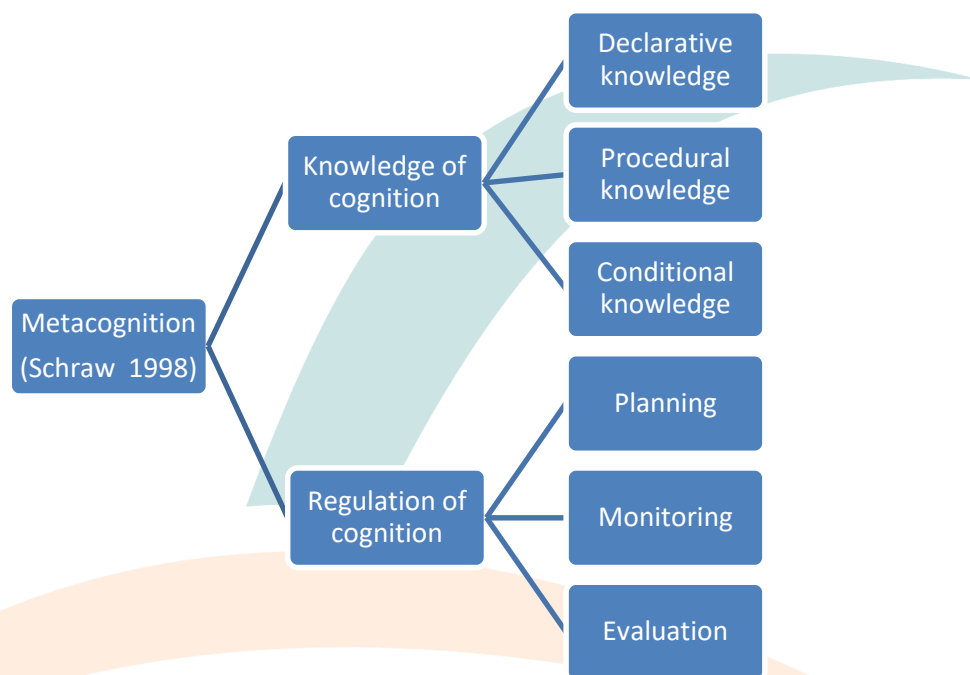 Metacognition
(Schraw 1998)
Knowledge of
cognition
Declarative
knowledge
Procedural
knowledge
Conditional
knowledge
Regulation of
cognition
Planning
Monitoring
Evaluation